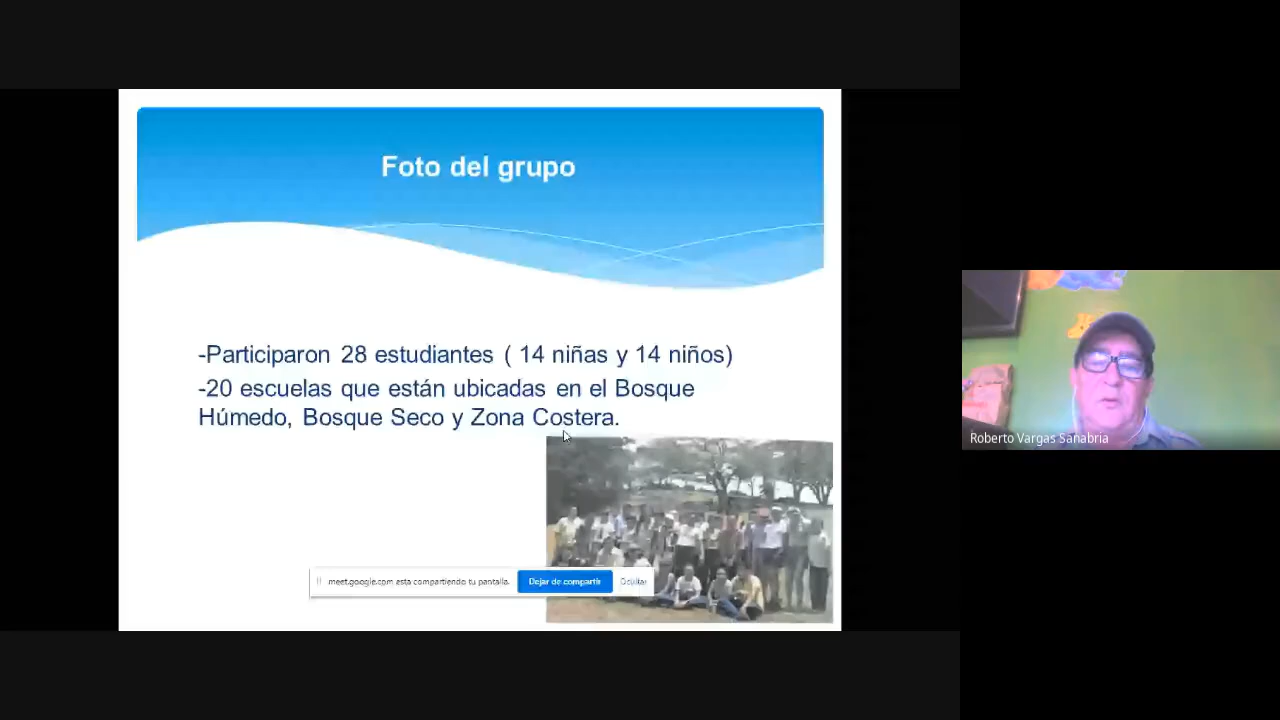 Foto del grupo
-Participaron 28 estudiantes ( 14 niñas y 14 niños)
-20 escuelas que están ubicadas en el Bosque
Húmedo, Bosque Seco y Zona Costera.
meet.google.com está compartiendo tu pantalla.
Dejar de compartir
Ocultar
Roberto Vargas Sanabria